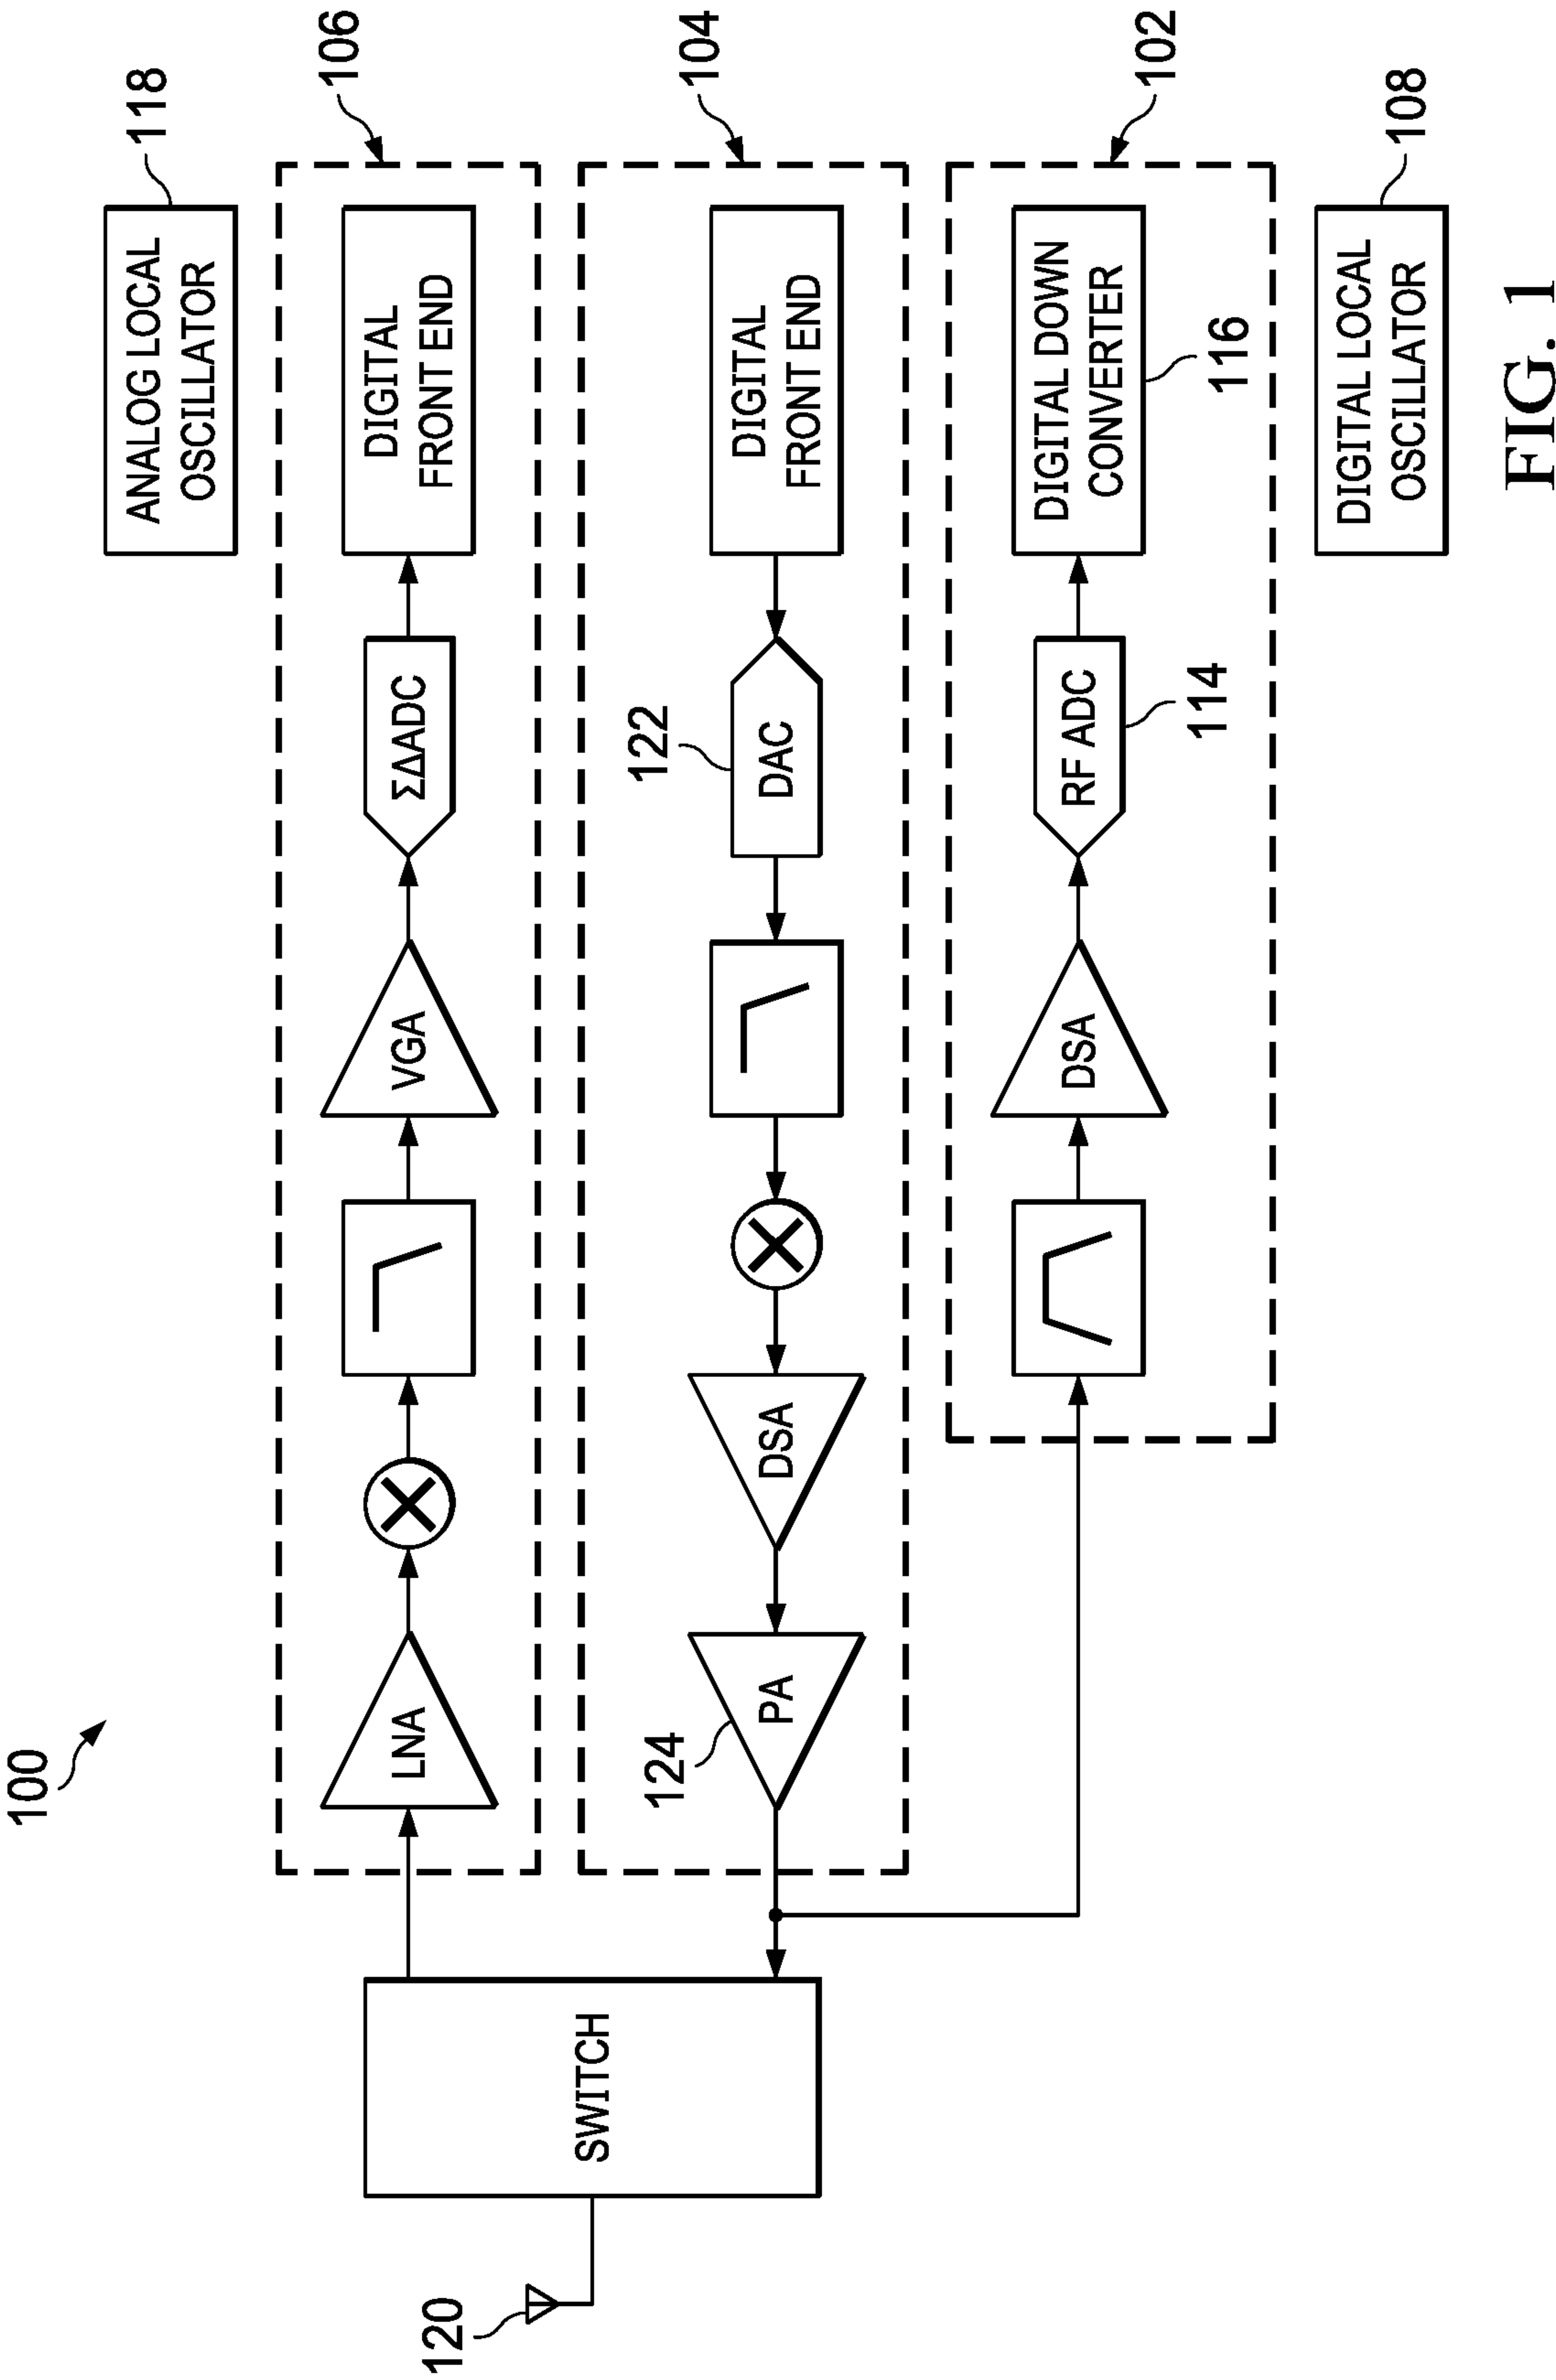 100
ANALOG LOCAL
OSCILLATOR
118
106
LNA
VGA
ΣΔADC
DIGITAL
FRONT END
120
SWITCH
104
124
PA
DSA
122
DAC
DIGITAL
FRONT END
102
DSA
RF ADC
114
DIGITAL DOWN
CONVERTER
116
DIGITAL LOCAL
OSCILLATOR
108
FIG. 1